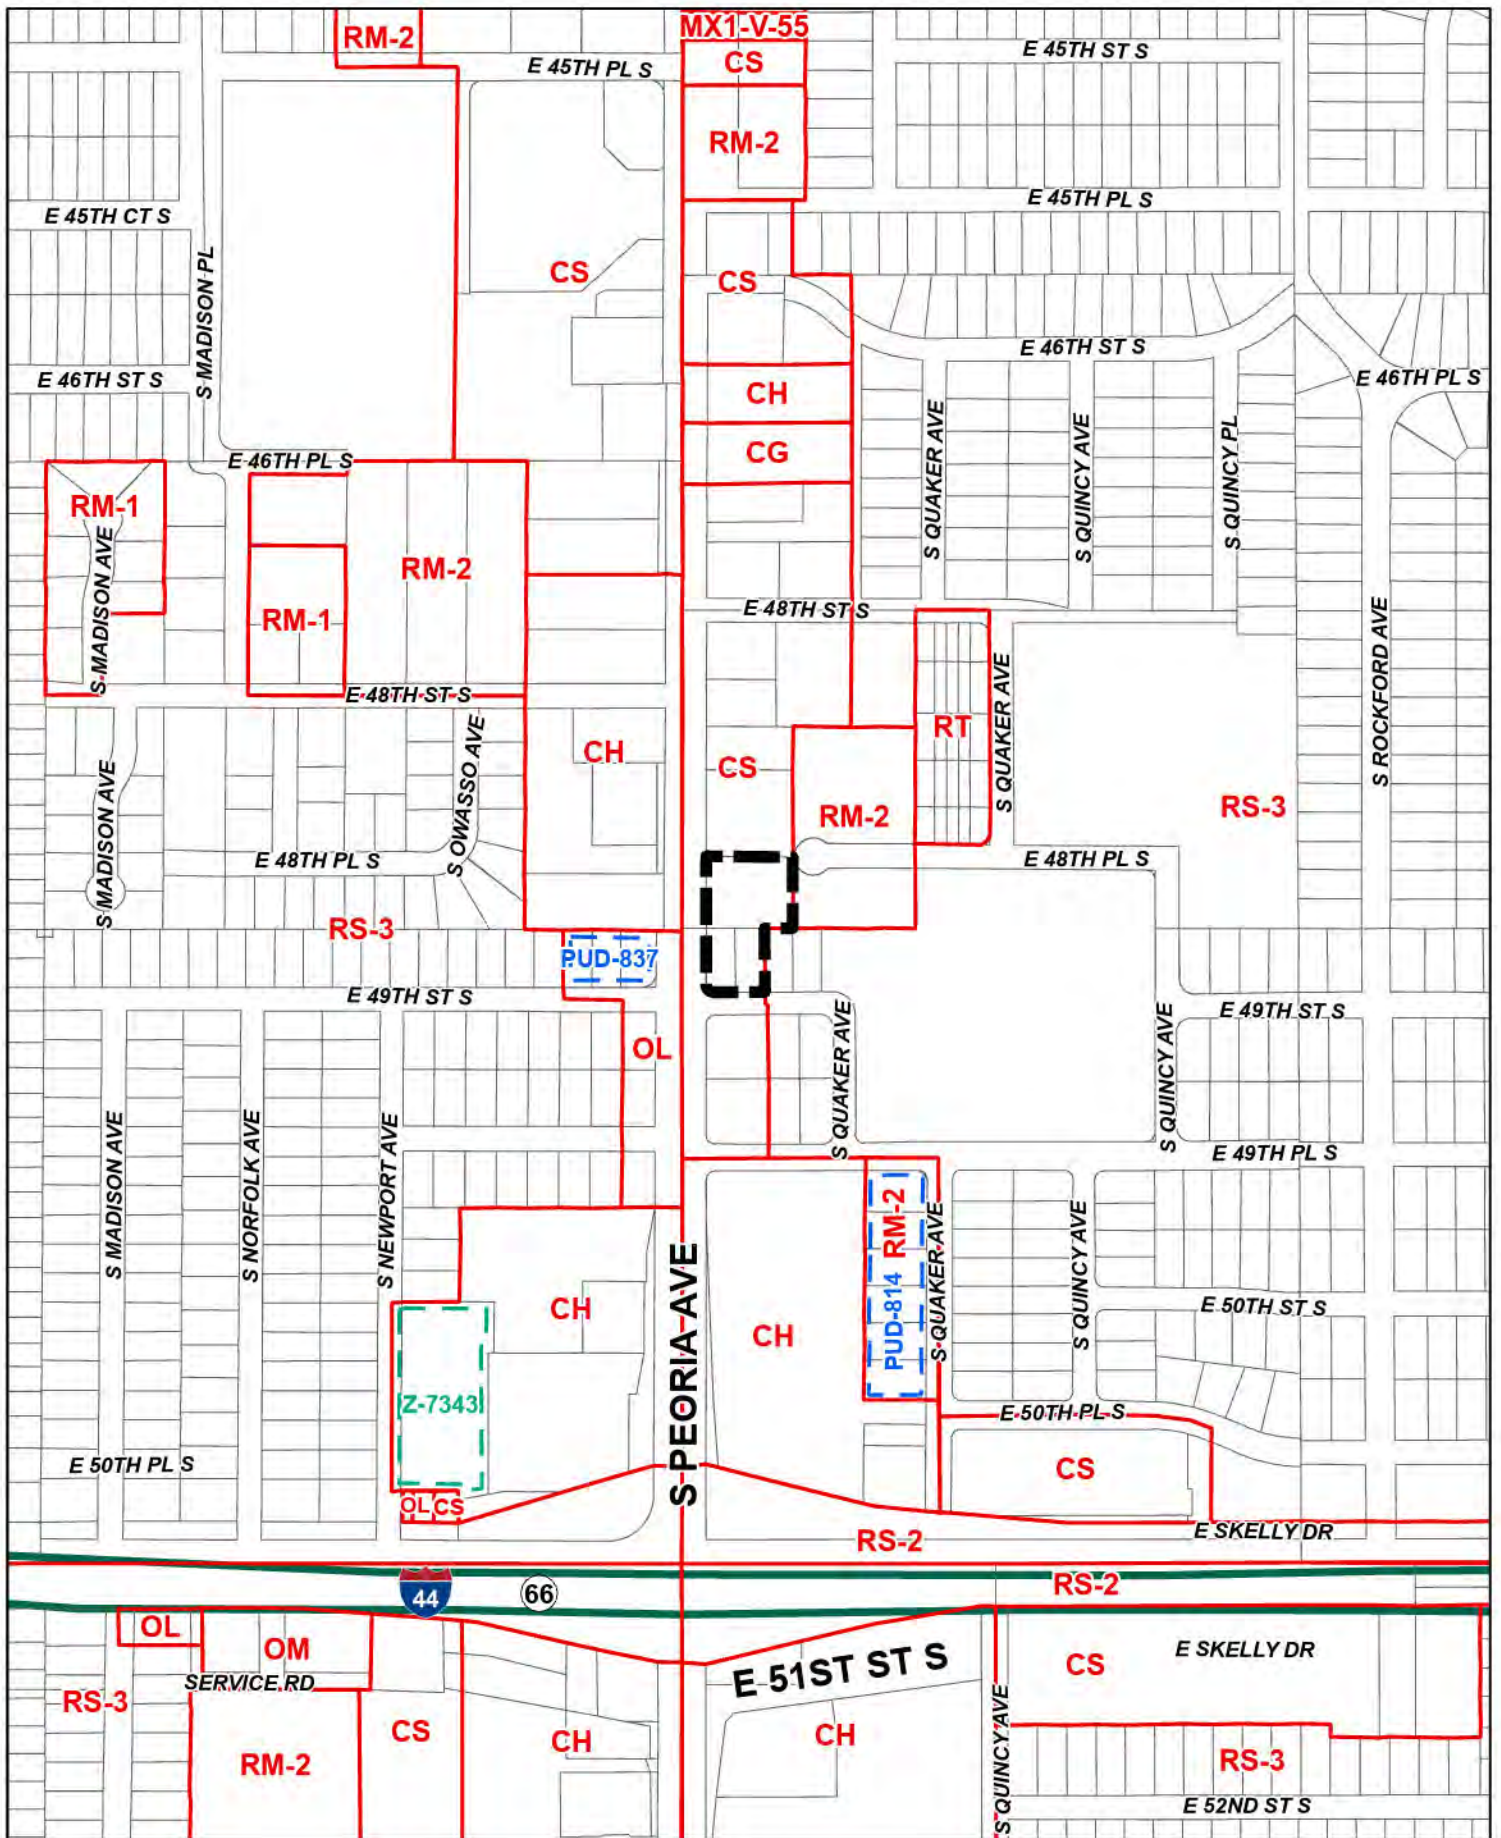 MX1-V-55
RM-2
CS
E 45TH ST S
E 45TH PL S
RM-2
E 45TH PL S
E 45TH CT S
S MADISON PL
CS
CS
E 46TH ST S
E 46TH ST S
E 46TH PL S
CH
CG
S QUAKER AVE
S QUINCY AVE
S QUINCY PL
E 46TH PL S
RM-1
S MADISON AVE
RM-2
RM-1
E 48TH ST S
S ROCKFORD AVE
E 48TH ST S
S QUAKER AVE
RT
S OWASSO AVE
CH
CS
S MADISON AVE
RM-2
RS-3
E 48TH PL S
E 48TH PL S
RS-3
PUD-837
E 49TH ST S
E 49TH ST S
OL
S QUAKER AVE
S QUINCY AVE
S MADISON AVE
S NORFOLK AVE
S NEWPORT AVE
E 49TH PL S
RM-2
S QUAKER AVE
S QUINCY AVE
S PEORIA AVE
CH
CH
PUD-814
E 50TH ST S
Z-7343
E 50TH PL S
E 50TH PL S
CS
OL
CS
E SKELLY DR
RS-2
RS-2
44
66
OL
OM
SERVICE RD
E 51ST ST S
CS
E SKELLY DR
RS-3
CS
CH
CH
S QUINCY AVE
RM-2
RS-3
E 52ND ST S